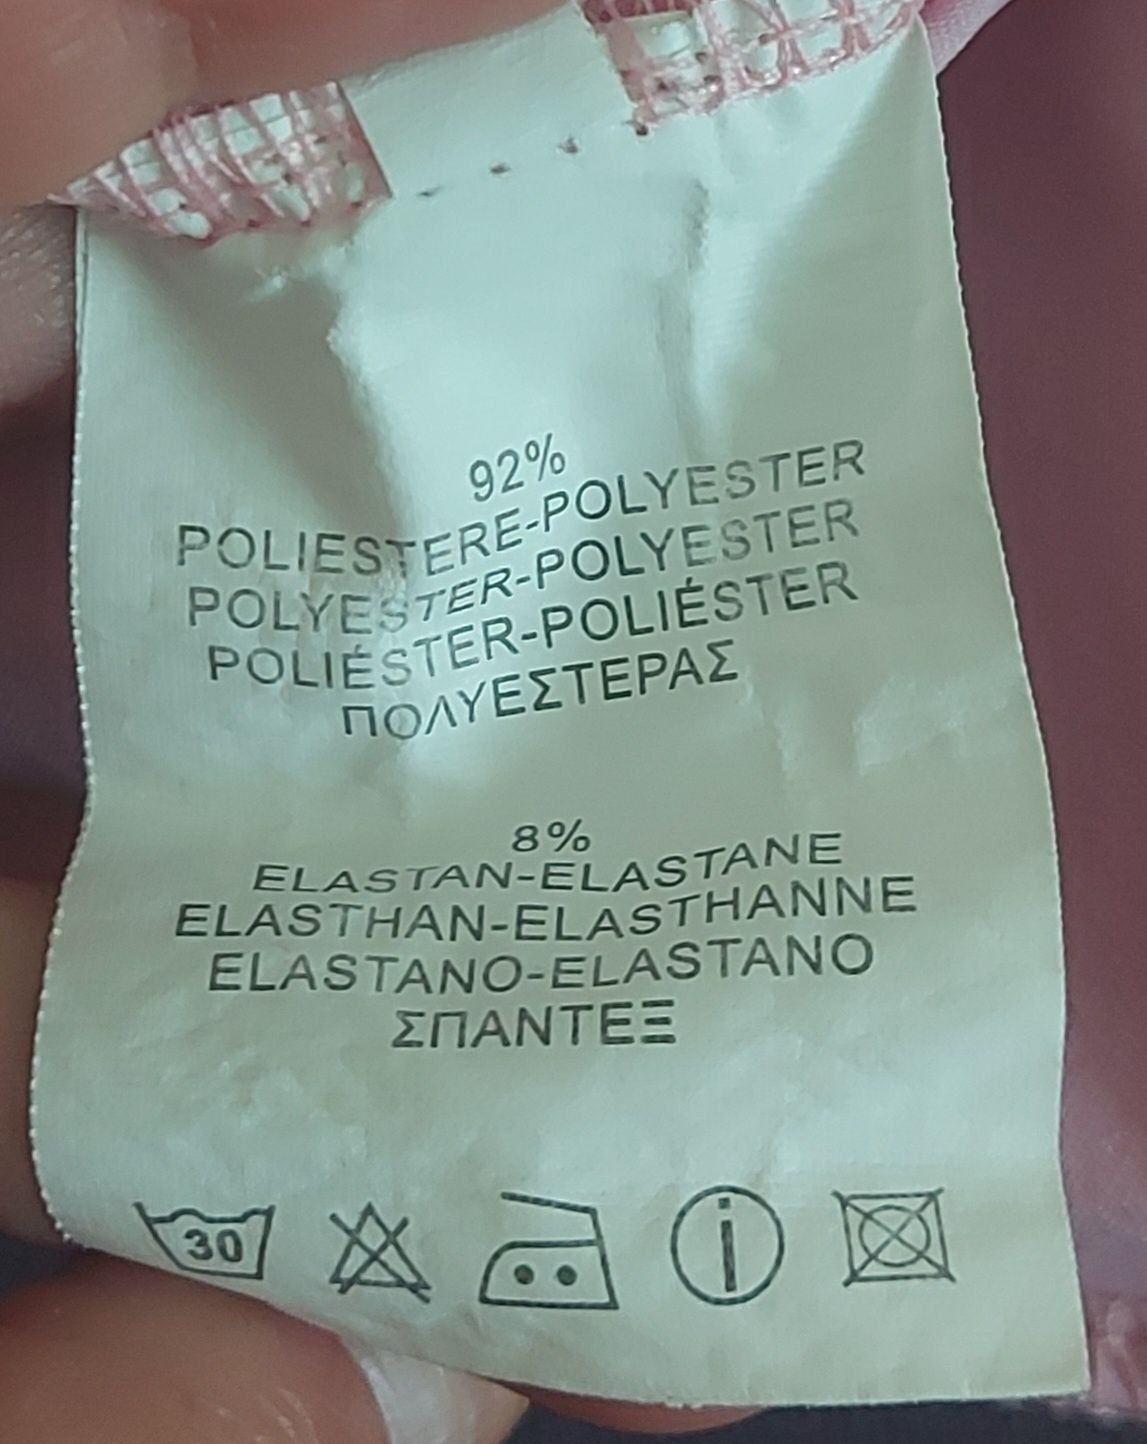 92%
POLIESTERE-POLYESTER
POLYESTER-POLYESTER
POLIÉSTER-POLIÉSTER
ΠΟΛΥΕΣΤΕΡΑΣ
8%
ELASTAN-ELASTANE
ELASTHAN-ELASTHANNE
ELASTANO-ELASTANO
ΣΠΑΝΤΕΞ
30 i